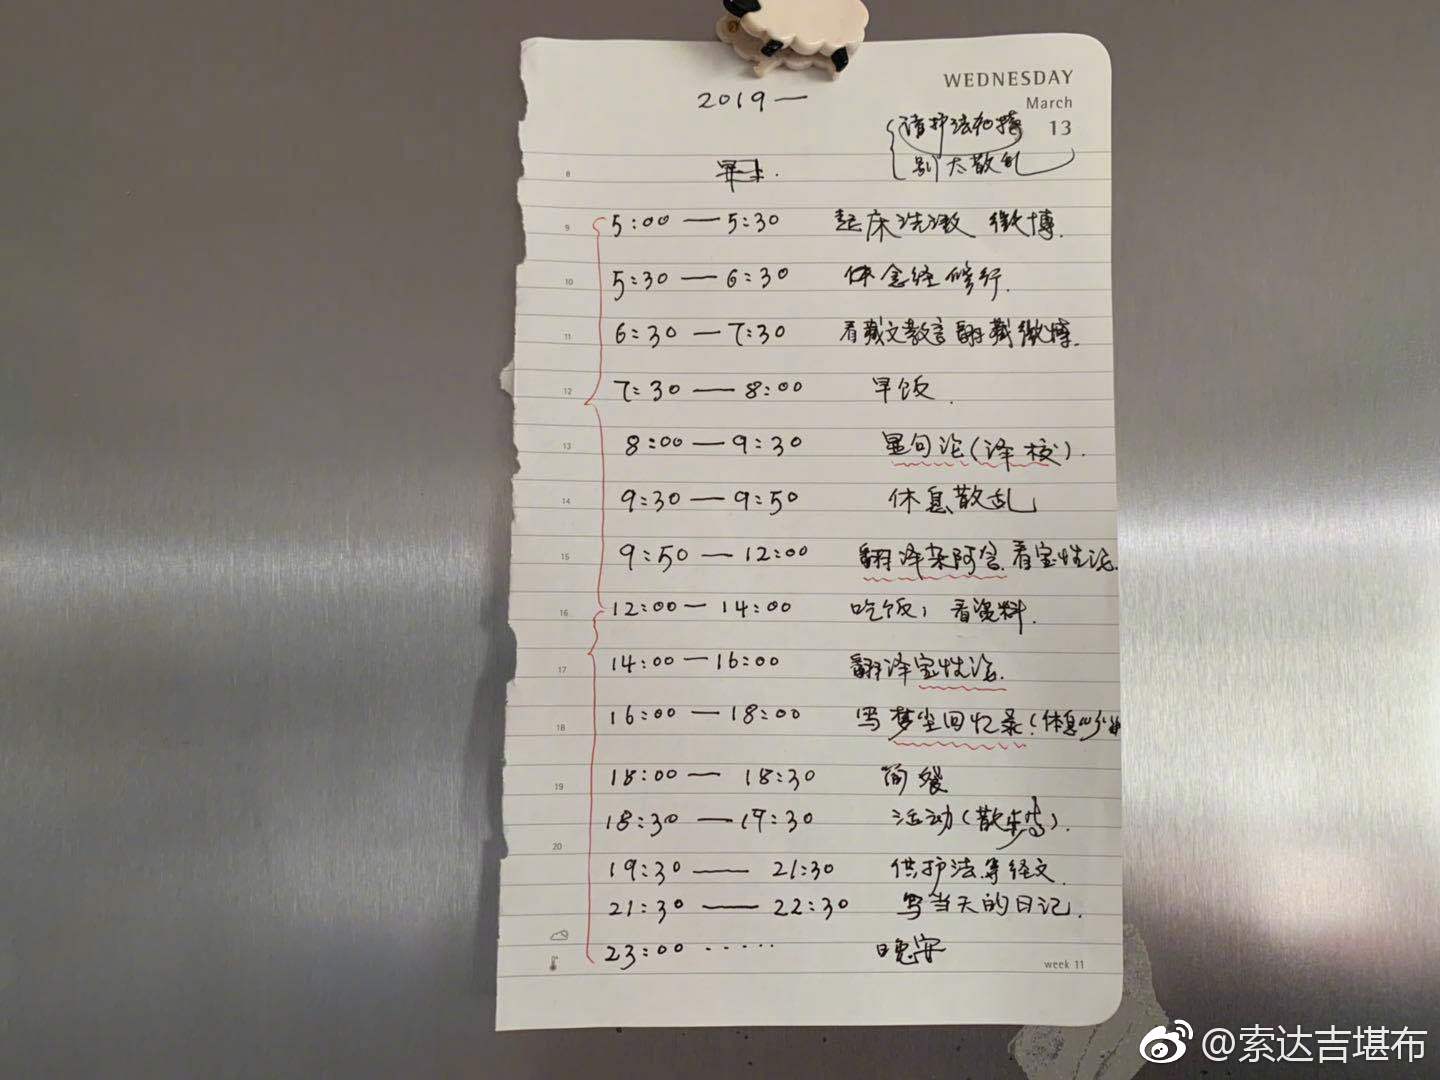 WEDNESDAY
March
13
2019—
请护法加持
别太散乱
8
9 5:00 — 5:30 起床洗漱 微博.
10 5:30 — 6:30 念经修行.
11 6:30 — 7:30 看藏文教言 翻藏微博.
12 7:30 — 8:00 早饭.
13 8:00 — 9:30 显句论(译校).
14 9:30 — 9:50 休息散乱
15 9:50 — 12:00 翻译杂阿含.看宝性论.
16 12:00 — 14:00 吃饭, 看资料.
17 14:00 — 16:00 翻译宝性论.
18 16:00 — 18:00 写梦尘回忆录(休息
19 18:00 — 18:30 简餐
18:30 — 19:30 活动(散步
20 19:30 — 21:30 供护法等经文.
21:30 — 22:30 写当天的日记.
23:00 ····· 晚安
week 11
@索达吉堪布